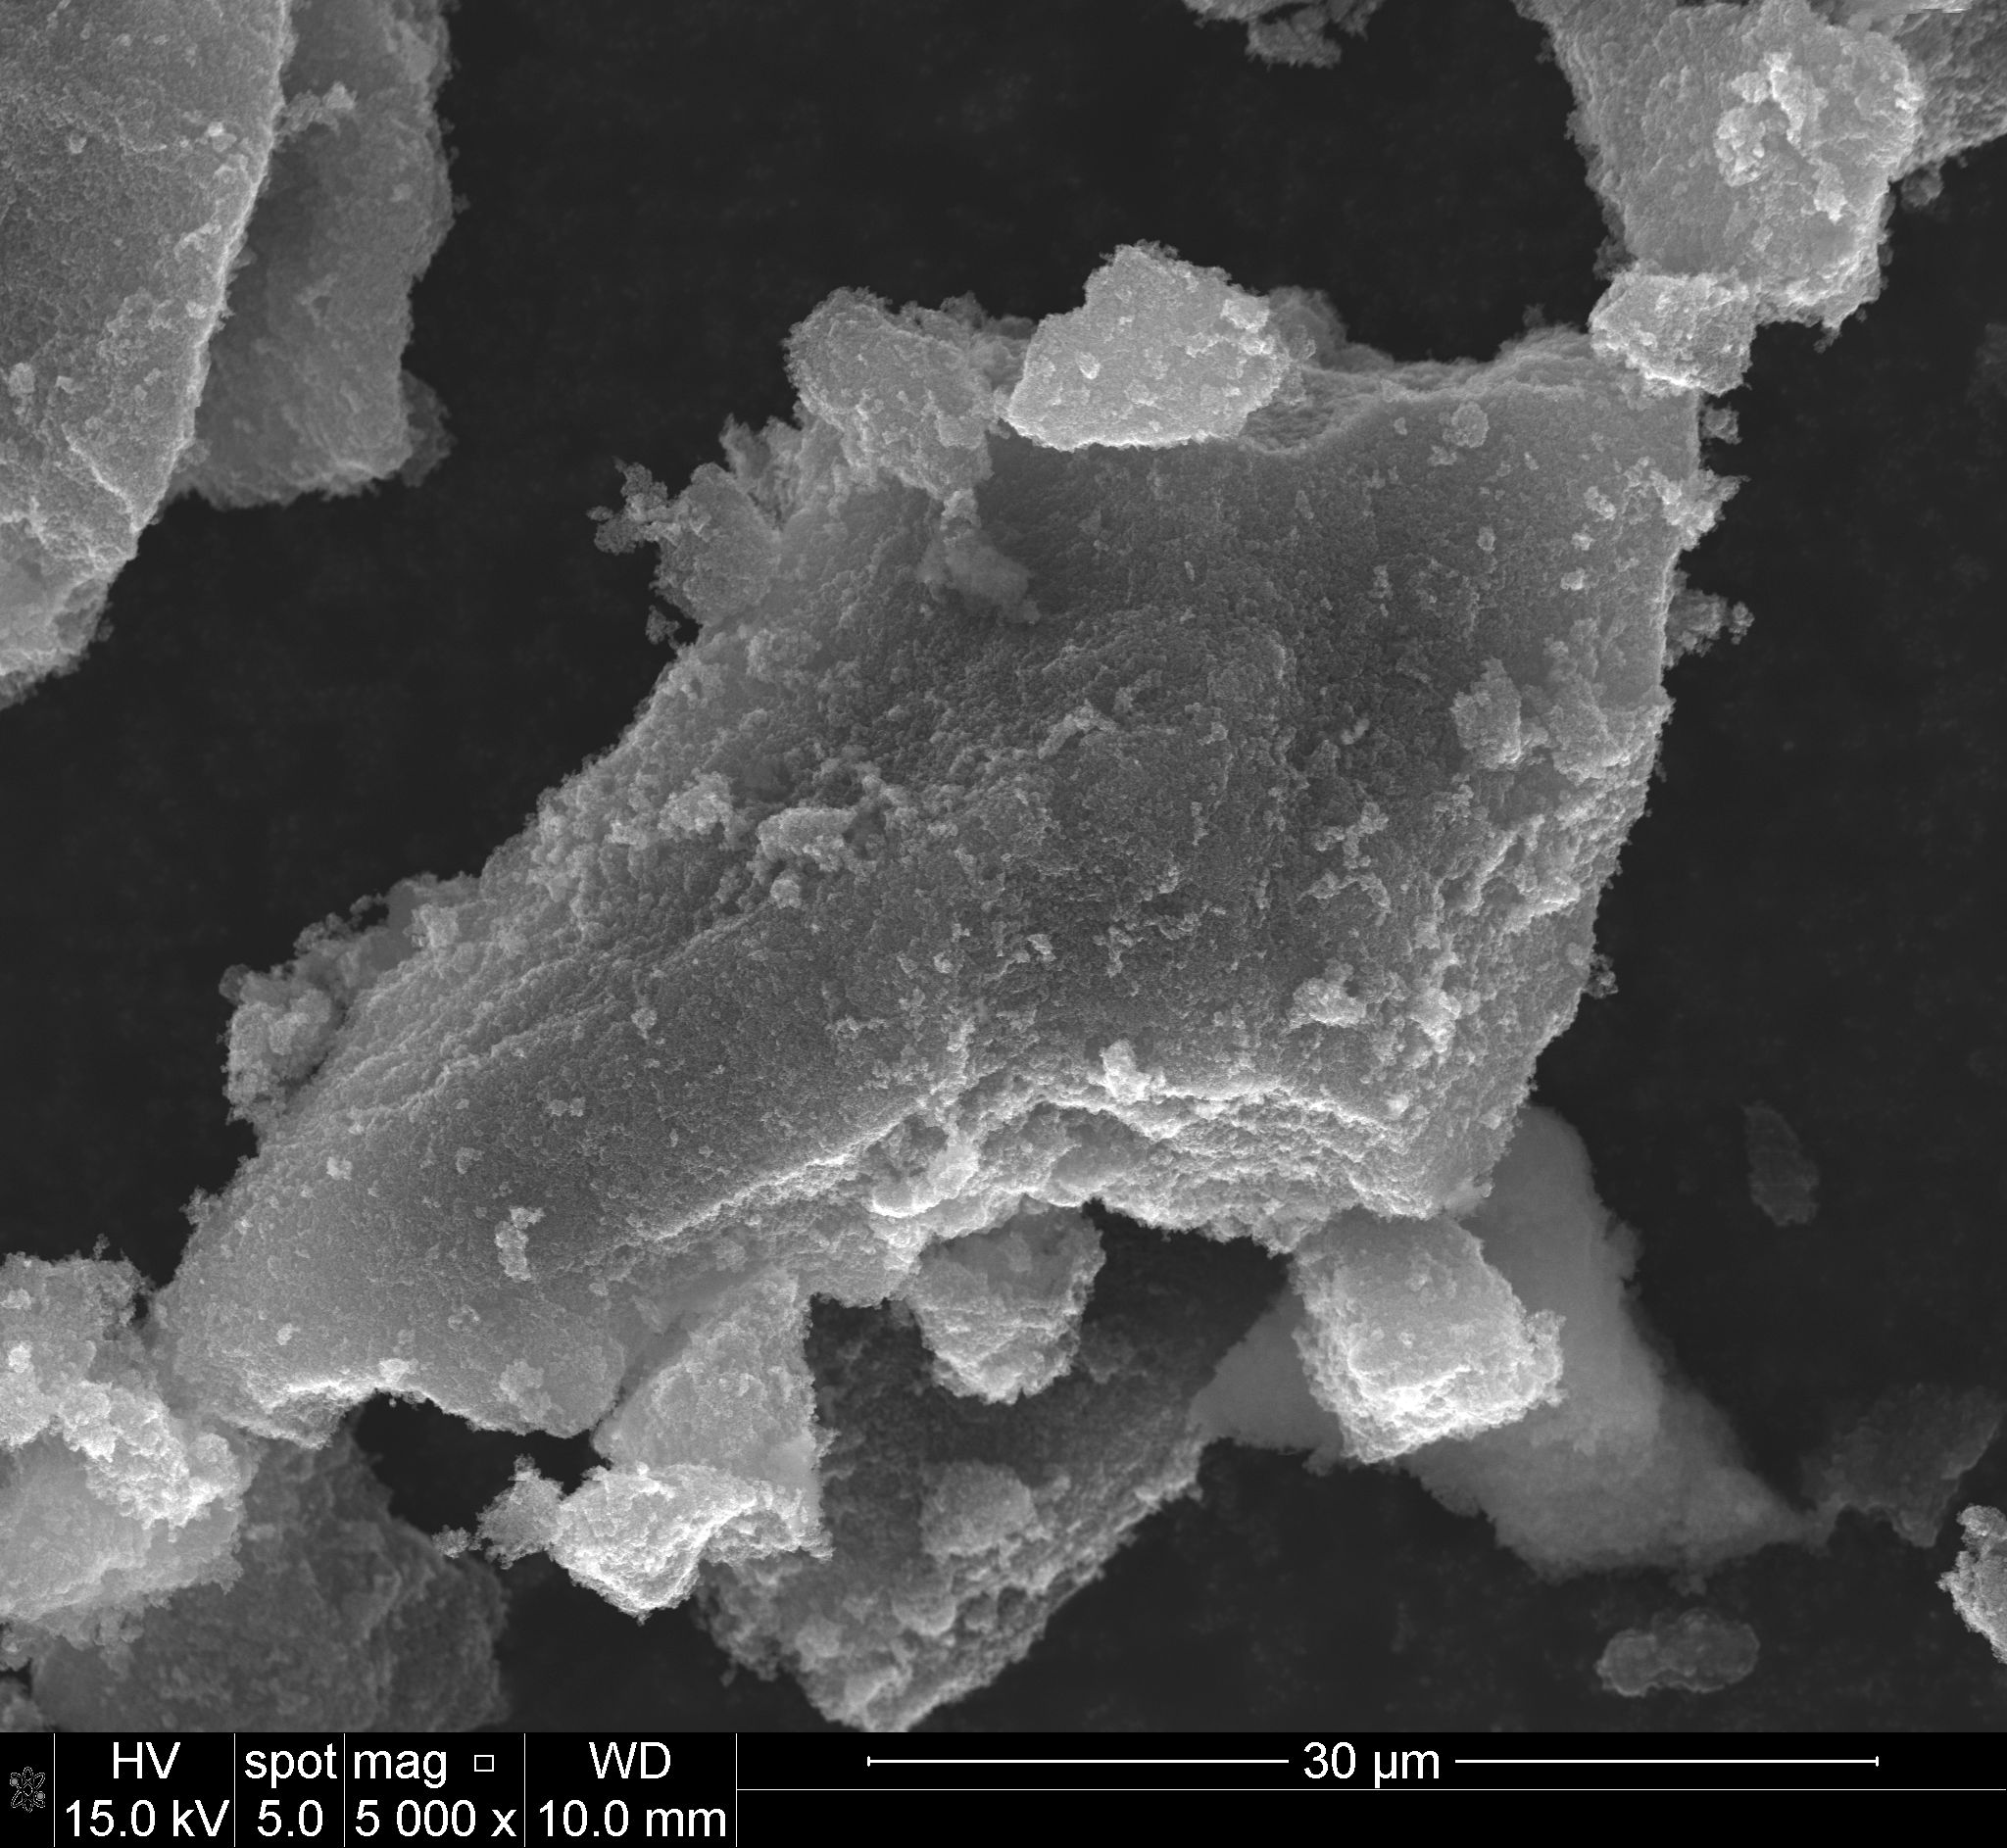 HV spot mag □ WD 30 µm
15.0 kV 5.0 5 000 x 10.0 mm